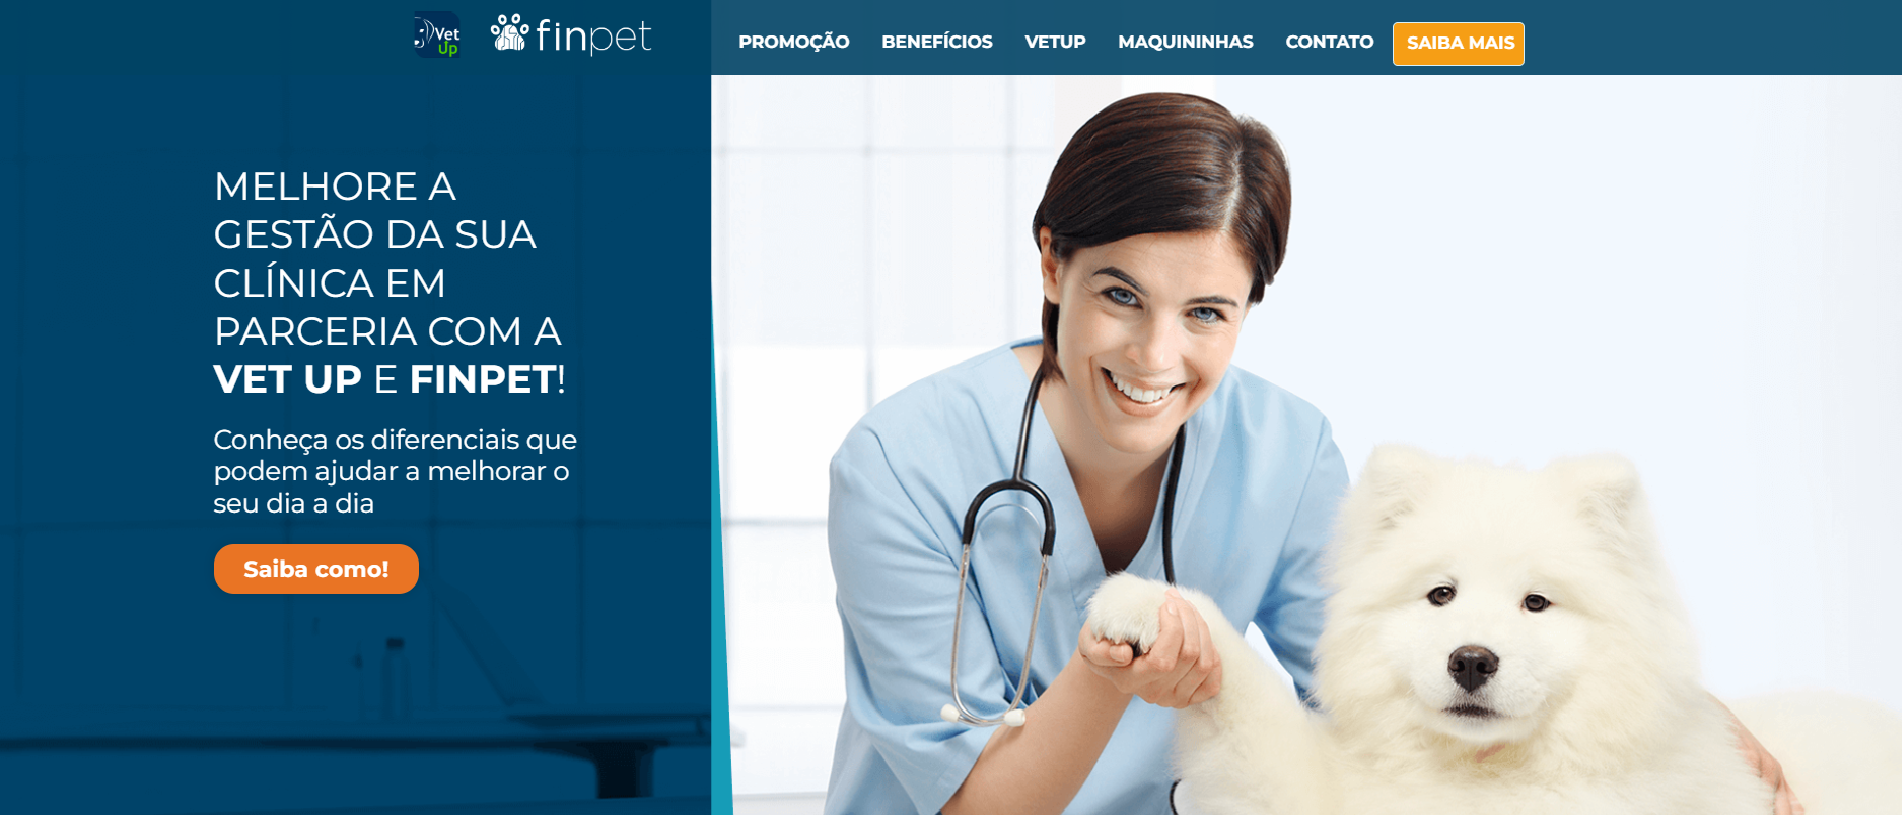 Vet
Up
finpet
PROMOÇÃO BENEFÍCIOS VETUP MAQUININHAS CONTATO SAIBA MAIS
MELHORE A
GESTÃO DA SUA
CLÍNICA EM
PARCERIA COM A
VET UP E FINPET!
Conheça os diferenciais que
podem ajudar a melhorar o
seu dia a dia
Saiba como!